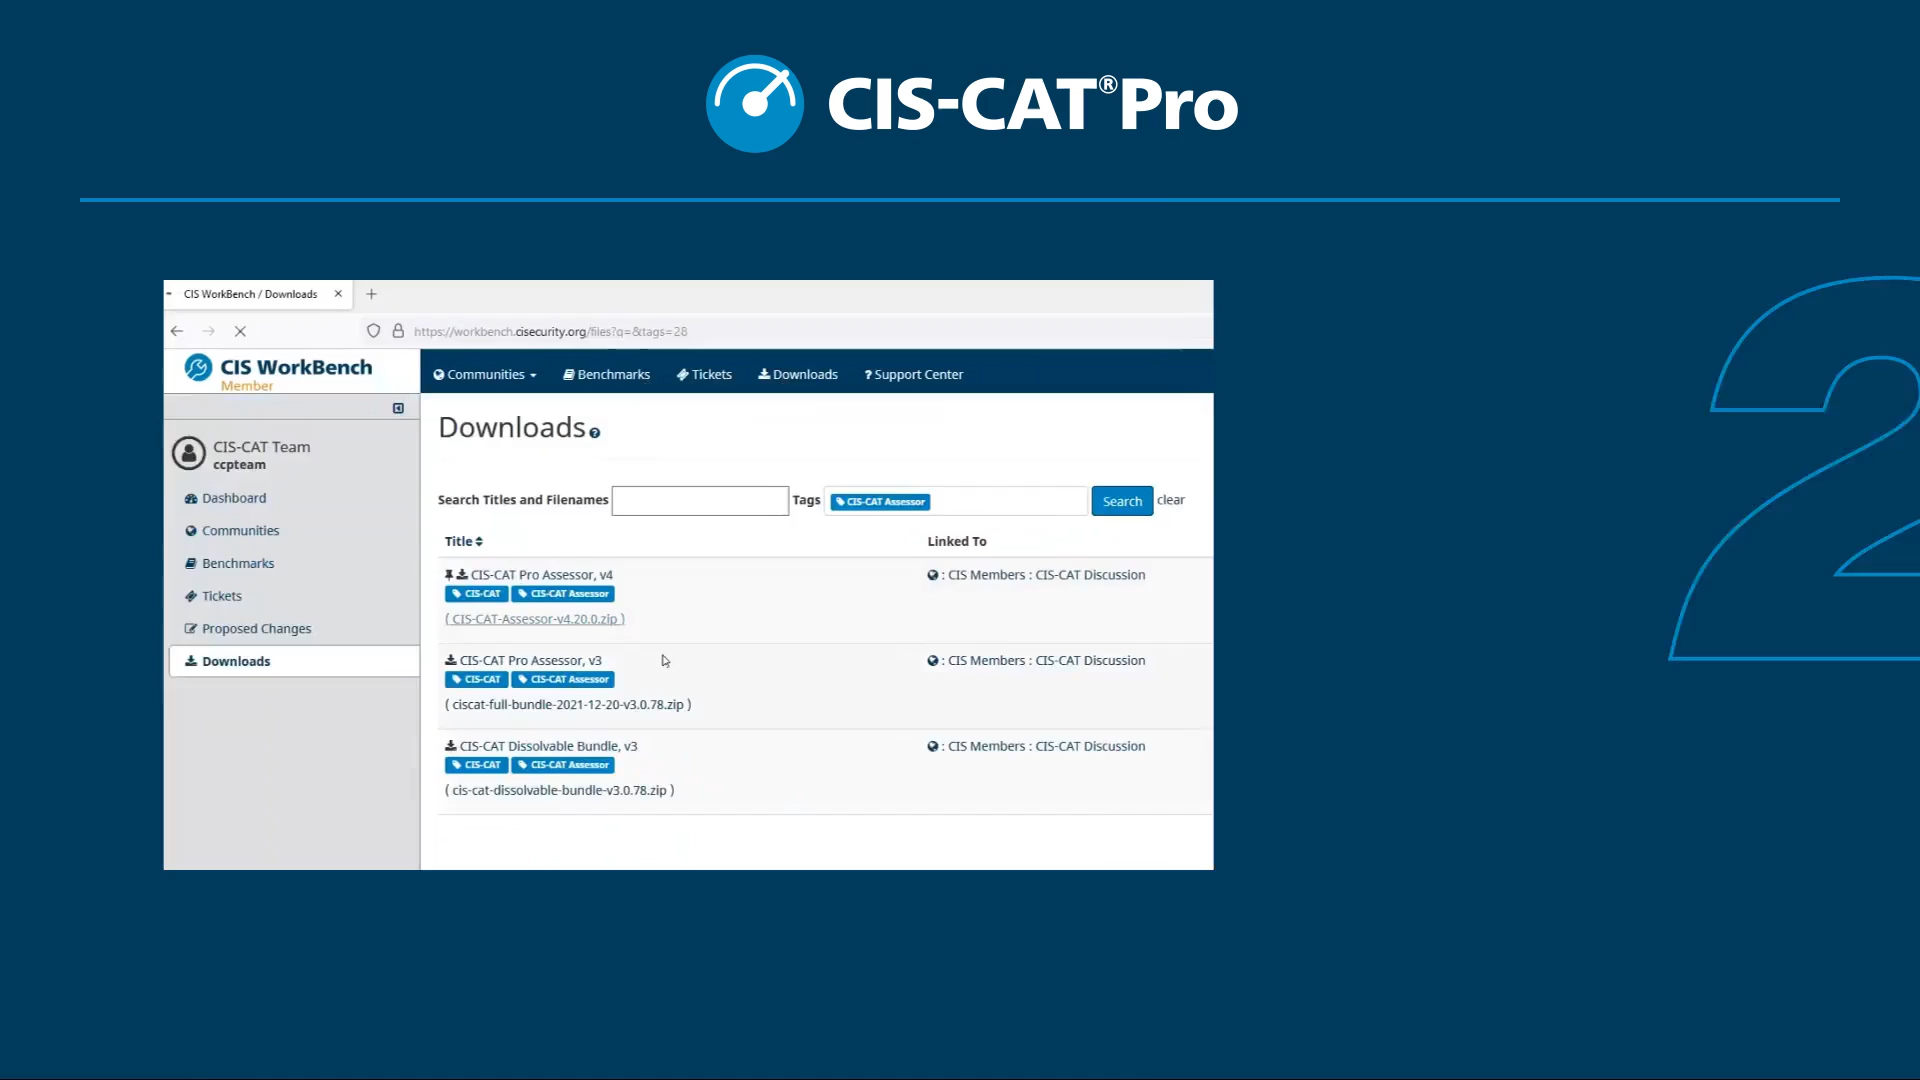 CIS-CAT®Pro
CIS WorkBench / Downloads
https://workbench.cisecurity.org/files?q=&tags=28
CIS WorkBench
Member
Communities Benchmarks Tickets Downloads ? Support Center
CIS-CAT Team
ccpteam
Dashboard
Communities
Benchmarks
Tickets
Proposed Changes
Downloads
Downloads ?
Search Titles and Filenames Tags CIS-CAT Assessor Search clear
Title Linked To
CIS-CAT Pro Assessor, v4 : CIS Members : CIS-CAT Discussion
CIS-CAT CIS-CAT Assessor
( CIS-CAT-Assessor-v4.20.0.zip )
CIS-CAT Pro Assessor, v3 : CIS Members : CIS-CAT Discussion
CIS-CAT CIS-CAT Assessor
( ciscat-full-bundle-2021-12-20-v3.0.78.zip )
CIS-CAT Dissolvable Bundle, v3 : CIS Members : CIS-CAT Discussion
CIS-CAT CIS-CAT Assessor
( cis-cat-dissolvable-bundle-v3.0.78.zip )
2